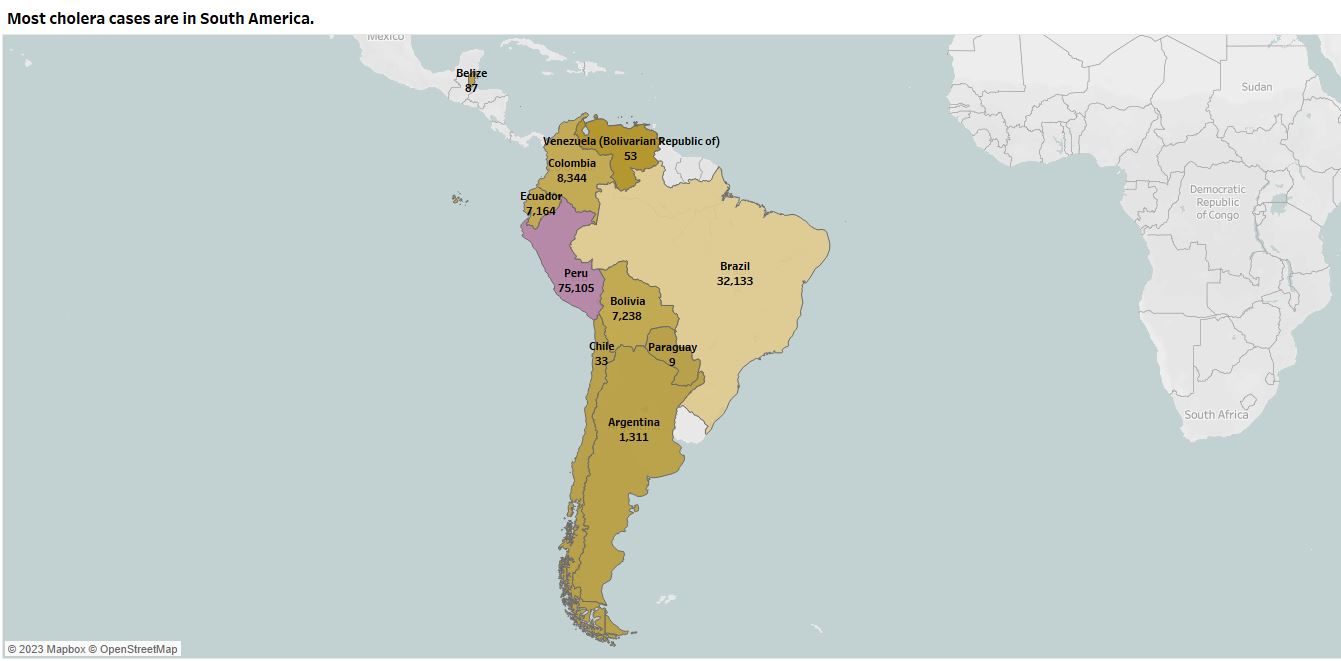 Most cholera cases are in South America.
Mexico
Belize
87
Sudan
Venezuela (Bolivarian Republic of)
53
Colombia
8,344
Ecuador
7,164
Democratic
Republic
of Congo
Peru
75,105
Brazil
32,133
Bolivia
7,238
Chile
33
Paraguay
9
Argentina
1,311
South Africa
© 2023 Mapbox © OpenStreetMap